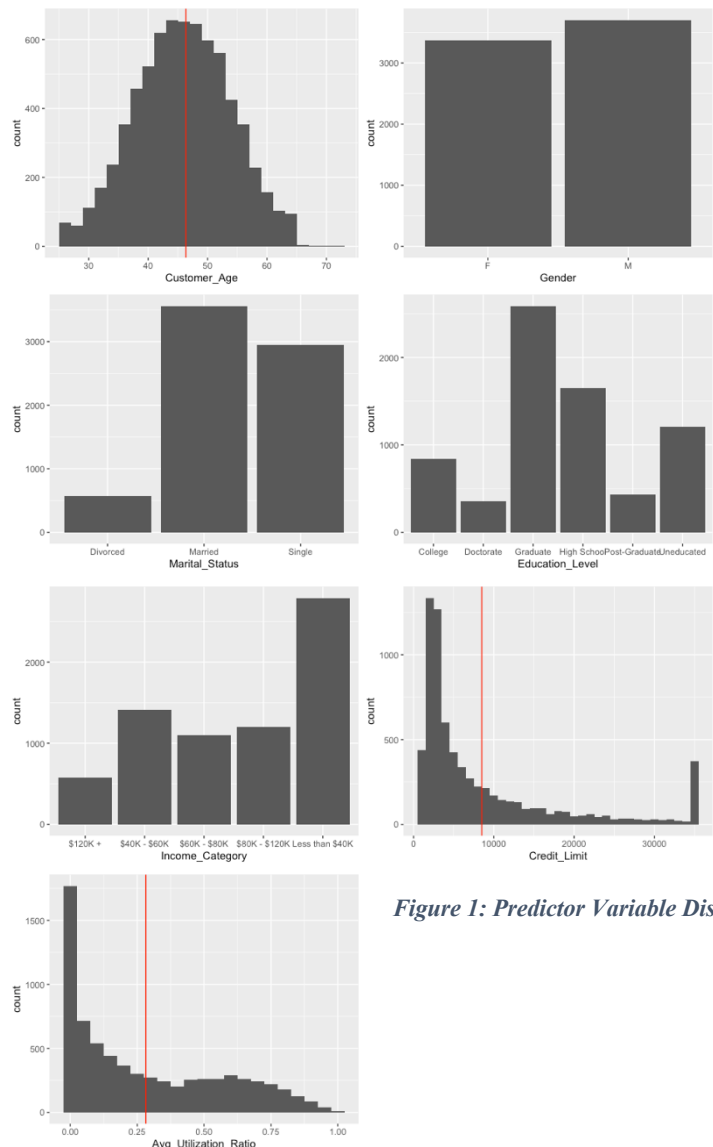 600
400
200
0
count
30 40 50 60 70
Customer_Age
3000
2000
1000
0
count
F M
Gender
3000
2000
1000
0
count
Divorced Married Single
Marital_Status
2000
1000
0
count
College Doctorate Graduate High School Post-Graduate Uneducated
Education_Level
2000
1000
0
count
$120K + $40K - $60K $60K - $80K $80K - $120K Less than $40K
Income_Category
1000
500
0
count
0 10000 20000 30000
Credit_Limit
1500
1000
500
0
count
0.00 0.25 0.50 0.75 1.00
Avg_Utilization_Ratio
Figure 1: Predictor Variable Dis